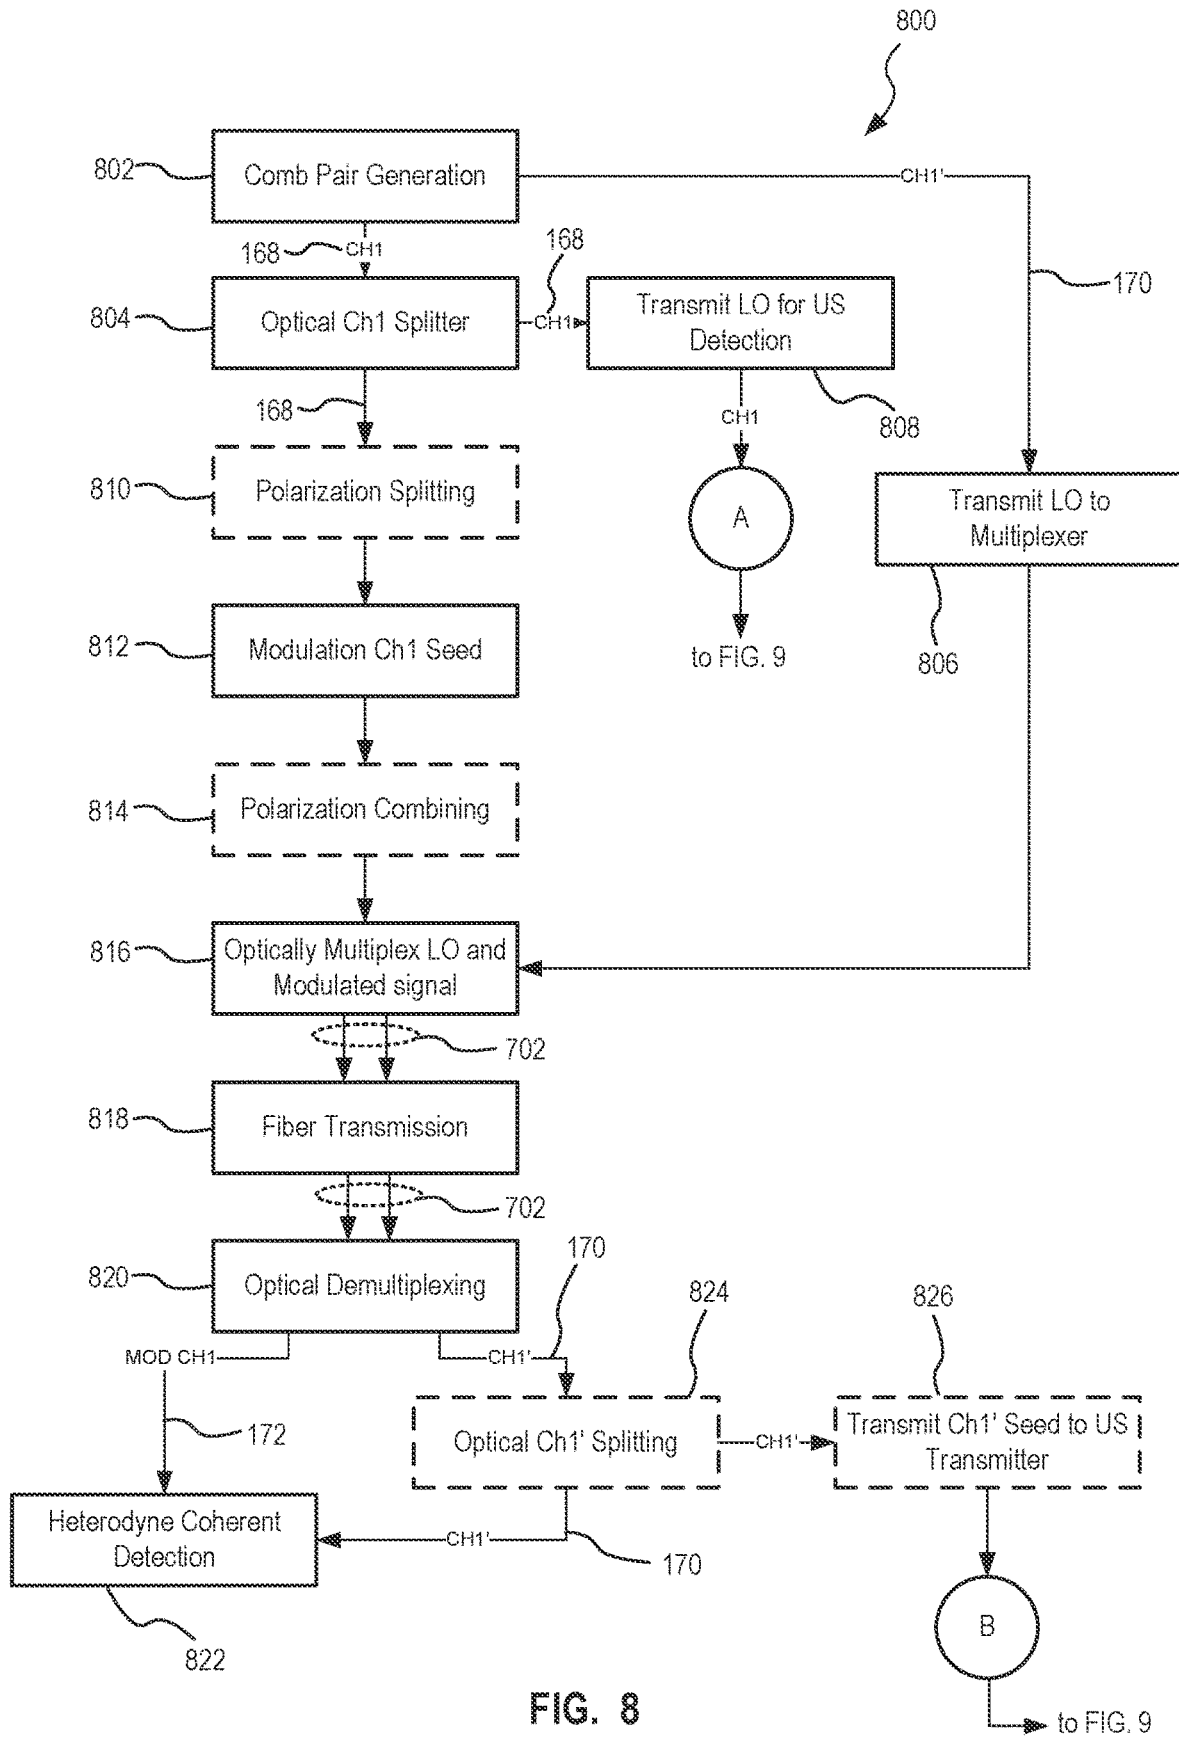 800
802
Comb Pair Generation
CH1'
168
CH1
168
170
804
Optical Ch1 Splitter
CH1
Transmit LO for US
Detection
168
CH1
808
810
Polarization Splitting
A
Transmit LO to
Multiplexer
812
Modulation Ch1 Seed
to FIG. 9
806
814
Polarization Combining
816
Optically Multiplex LO and
Modulated signal
702
818
Fiber Transmission
702
820
Optical Demultiplexing
170
824
826
MOD CH1
CH1'
172
Optical Ch1' Splitting
CH1'
Transmit Ch1' Seed to US
Transmitter
Heterodyne Coherent
Detection
CH1'
170
822
B
FIG. 8
to FIG. 9